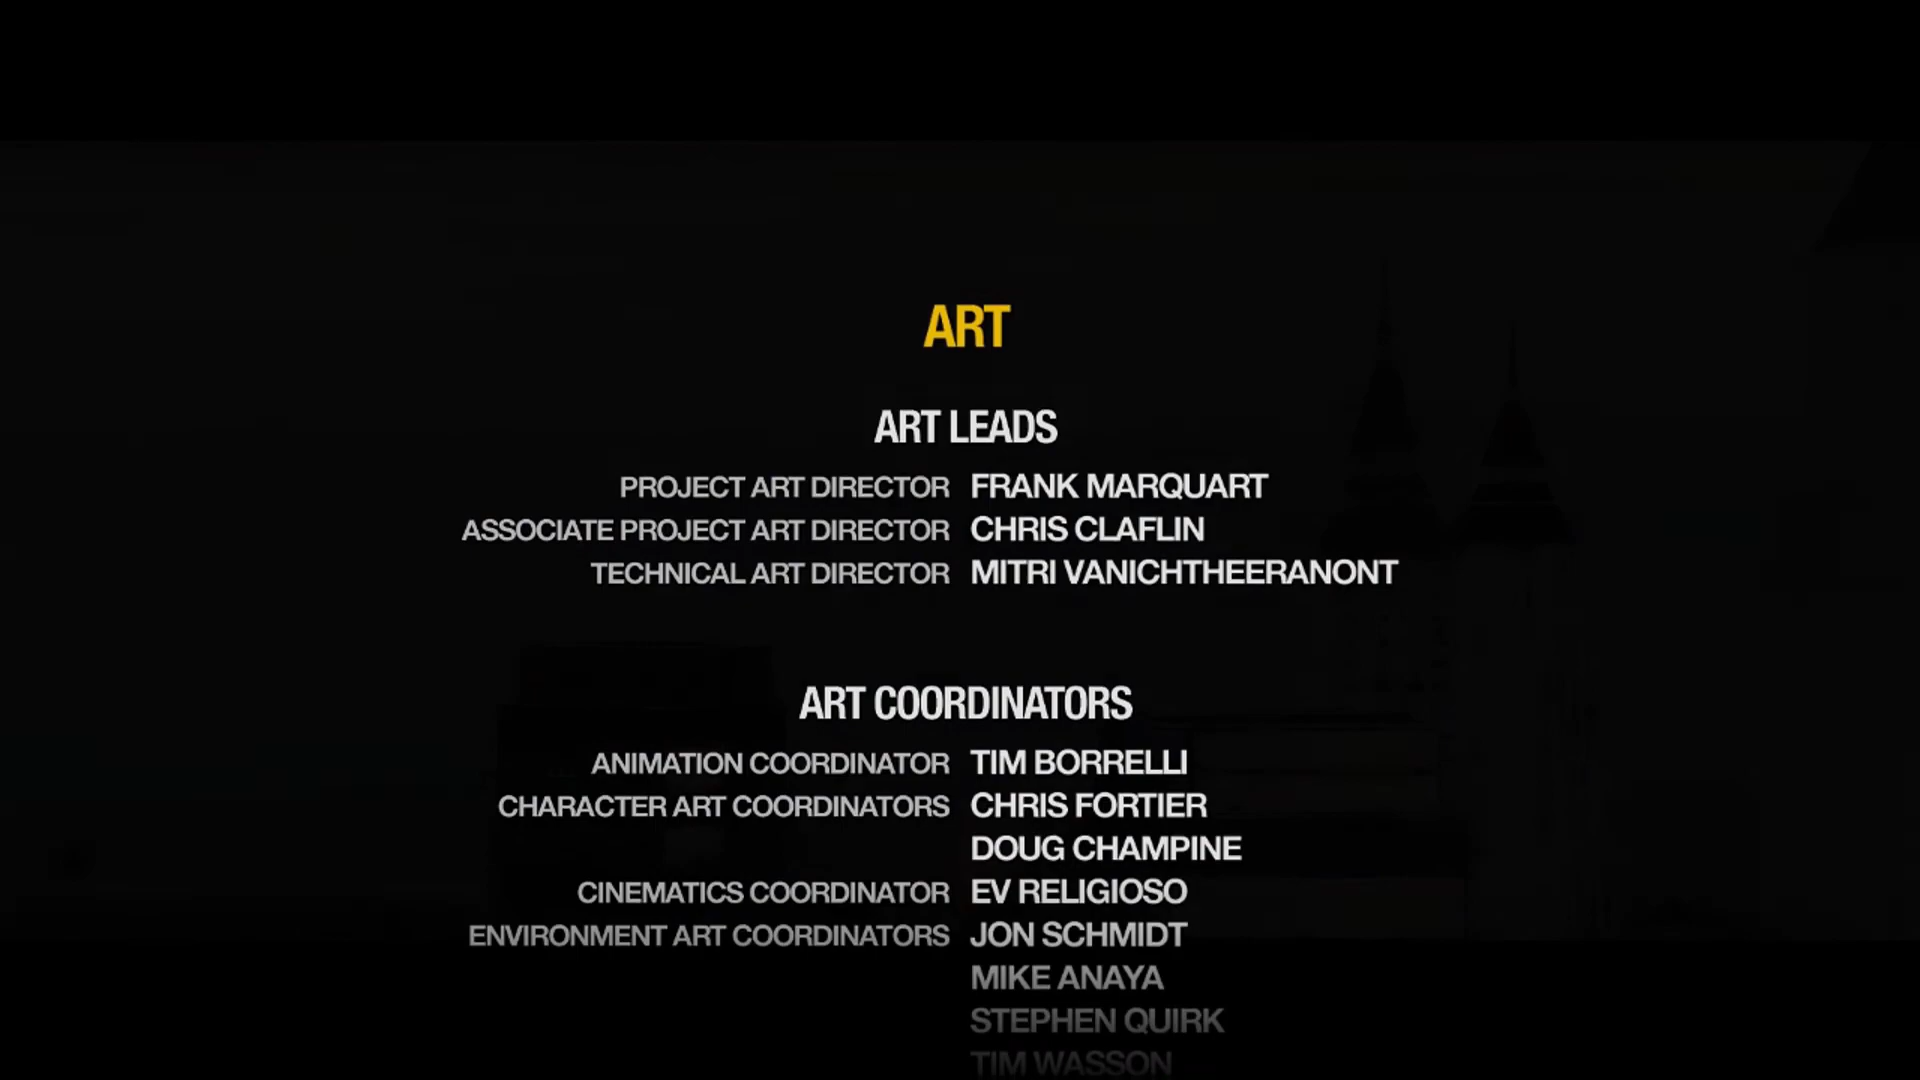 ART
ART LEADS
PROJECT ART DIRECTOR FRANK MARQUART
ASSOCIATE PROJECT ART DIRECTOR CHRIS CLAFLIN
TECHNICAL ART DIRECTOR MITRI VANICHTHEERANONT
ART COORDINATORS
ANIMATION COORDINATOR TIM BORRELLI
CHARACTER ART COORDINATORS CHRIS FORTIER
DOUG CHAMPINE
CINEMATICS COORDINATOR EV RELIGIOSO
ENVIRONMENT ART COORDINATORS JON SCHMIDT
MIKE ANAYA
STEPHEN QUIRK
TIM WASSON